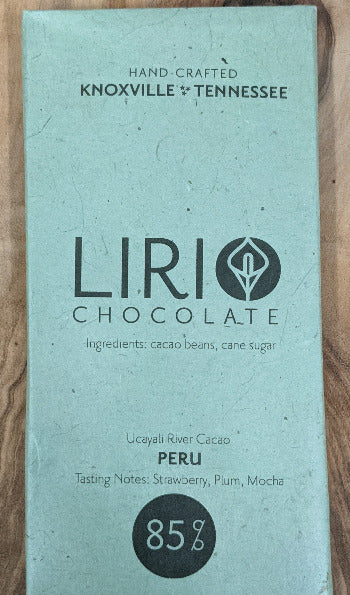 HAND-CRAFTED
KNOXVILLE TENNESSEE
LIRIO
CHOCOLATE
Ingredients: cacao beans, cane sugar
Ucayali River Cacao
PERU
Tasting Notes: Strawberry, Plum, Mocha
85%